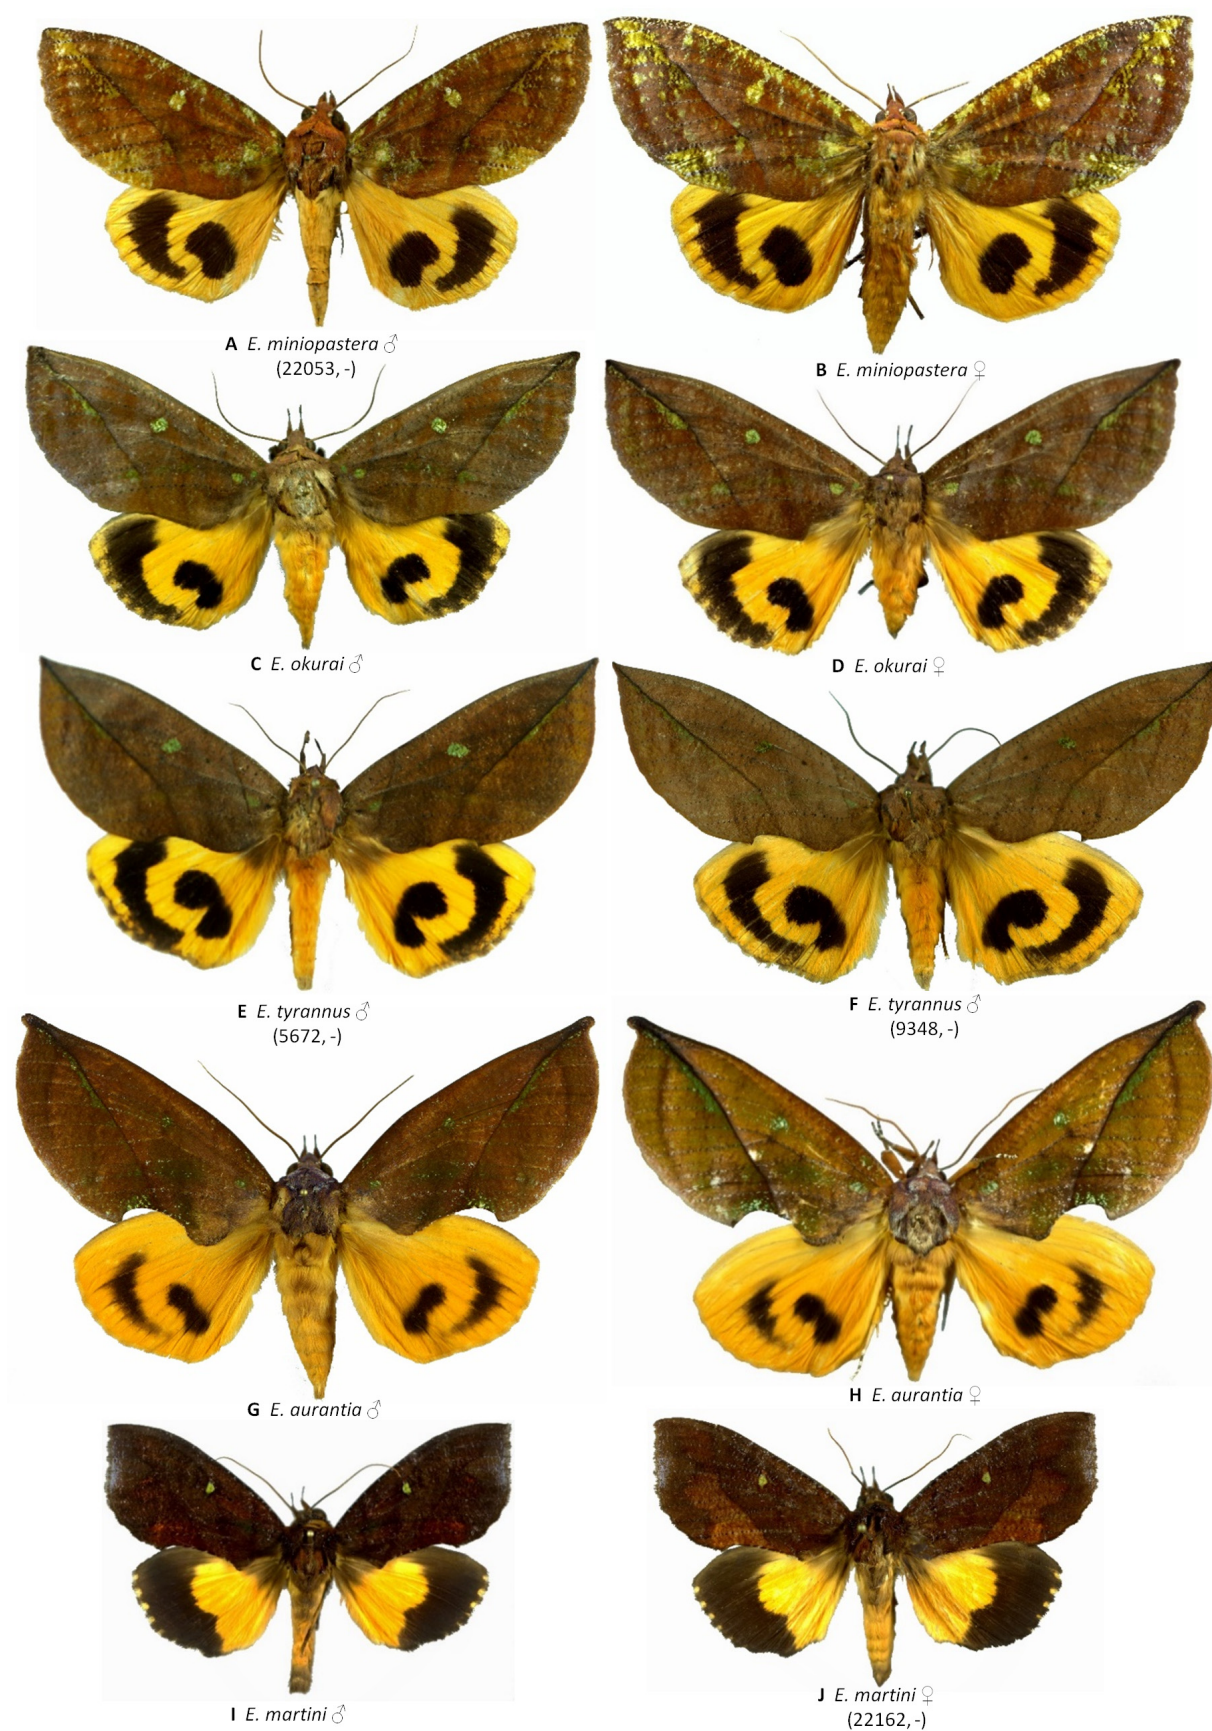 A E. miniopastera ♂
(22053, -)
B E. miniopastera ♀
C E. okurai ♂
D E. okurai ♀
E E. tyrannus ♂
(5672, -)
F E. tyrannus ♂
(9348, -)
G E. aurantia ♂
H E. aurantia ♀
I E. martini ♂
J E. martini ♀
(22162, -)